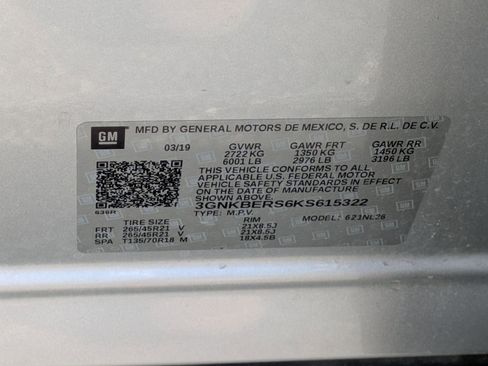 GM MFD BY GENERAL MOTORS DE MEXICO, S. DE R.L. DE C.V.
03/19 GVWR GAWR FRT GAWR RR
2722 KG 1350 KG 1450 KG
6001 LB 2976 LB 3196 LB
THIS VEHICLE CONFORMS TO ALL
APPLICABLE U.S. FEDERAL MOTOR
VEHICLE SAFETY STANDARDS IN EFFECT
ON THE DATE OF MANUFACTURE
SHOWN ABOVE.
3GNKBERS6KS615322
TYPE: M.P.V. MODEL: 621NL26
TIRE SIZE RIM
FRT 265/45R21 V 21X8.5J
RR 265/45R21 V 21X8.5J
SPA T135/70R18 M 18X4.5B